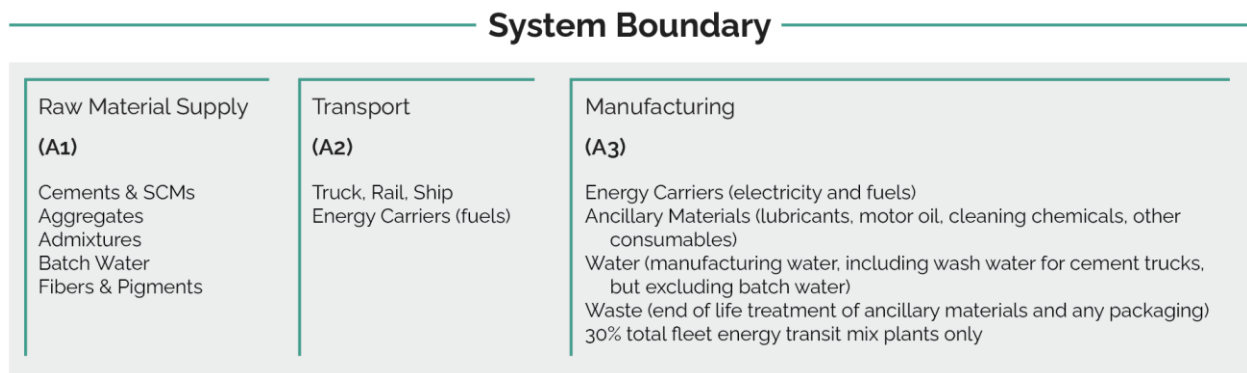 System Boundary
Raw Material Supply
(A1)
Cements & SCMs
Aggregates
Admixtures
Batch Water
Fibers & Pigments
Transport
(A2)
Truck, Rail, Ship
Energy Carriers (fuels)
Manufacturing
(A3)
Energy Carriers (electricity and fuels)
Ancillary Materials (lubricants, motor oil, cleaning chemicals, other
consumables)
Water (manufacturing water, including wash water for cement trucks,
but excluding batch water)
Waste (end of life treatment of ancillary materials and any packaging)
30% total fleet energy transit mix plants only